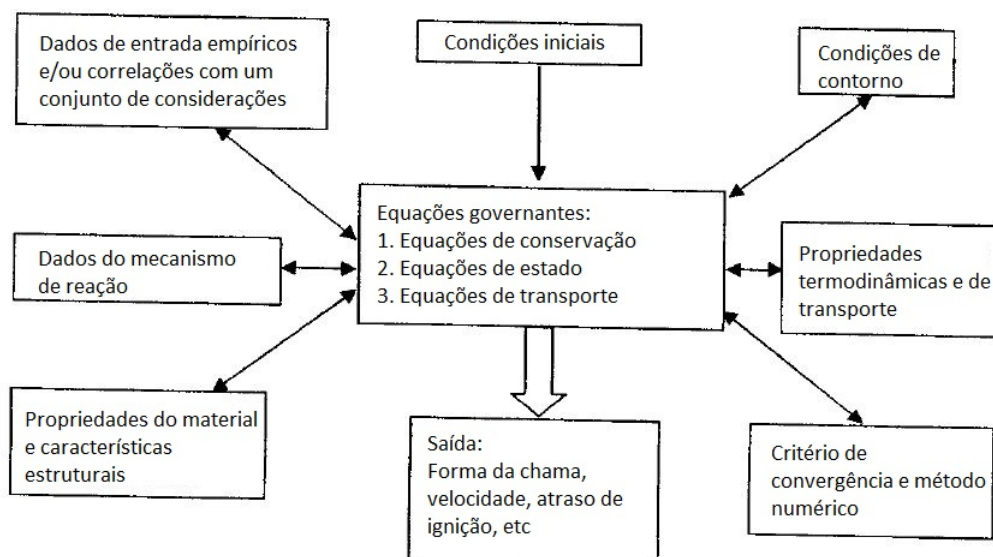 Dados de entrada empíricos
e/ou correlações com um
conjunto de considerações
Condições iniciais
Condições de
contorno
Equações governantes:
1. Equações de conservação
2. Equações de estado
3. Equações de transporte
Dados do mecanismo
de reação
Propriedades
termodinâmicas e de
transporte
Propriedades do material
e características
estruturais
Saída:
Forma da chama,
velocidade, atraso de
ignição, etc
Critério de
convergência e método
numérico